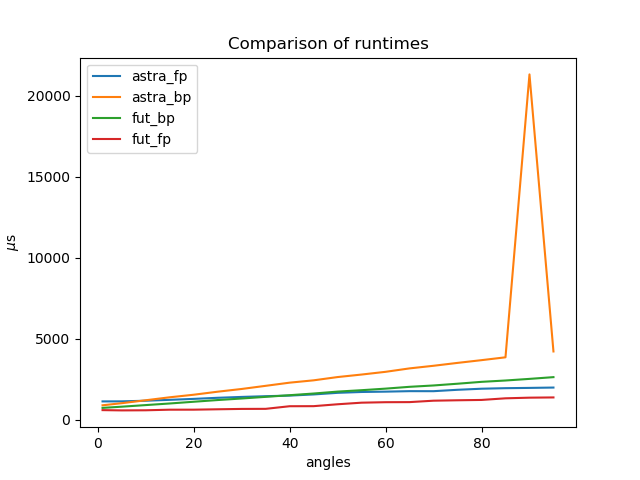 Comparison of runtimes
astra_fp
astra_bp
fut_bp
fut_fp
20000
15000
10000
5000
0
μs
0 20 40 60 80
angles